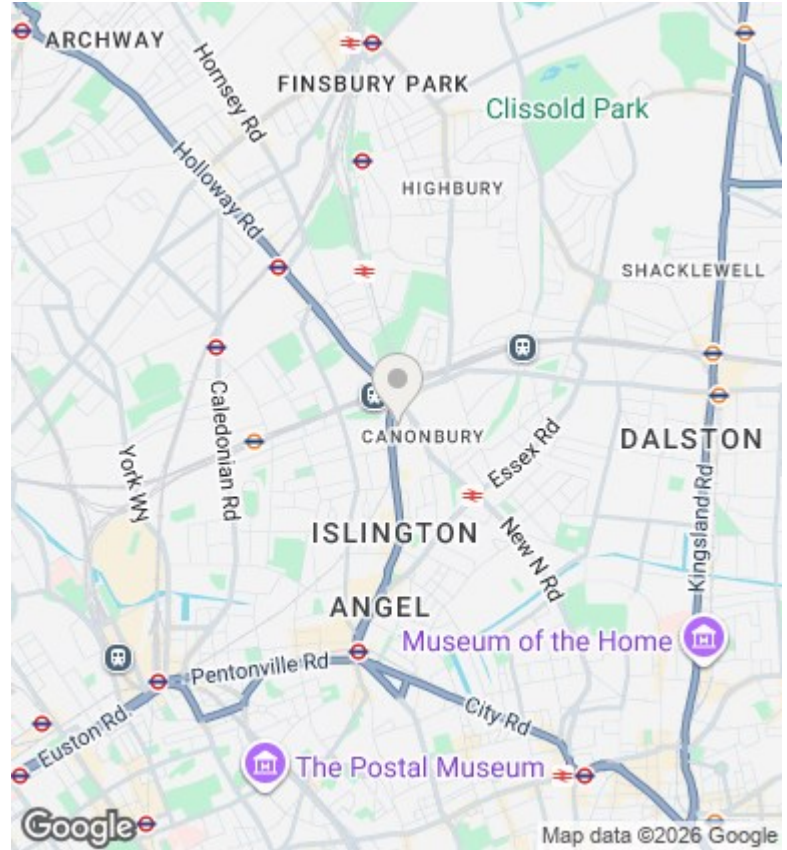 ARCHWAY
Hornsey Rd
FINSBURY PARK
Clissold Park
Holloway Rd
HIGHBURY
SHACKLEWELL
Caledonian Rd
CANONBURY
York Wy
Essex Rd
DALSTON
ISLINGTON
New N Rd
Kingsland Rd
ANGEL
Museum of the Home
Pentonville Rd
City Rd
Euston Rd
The Postal Museum
Google
Map data ©2026 Google